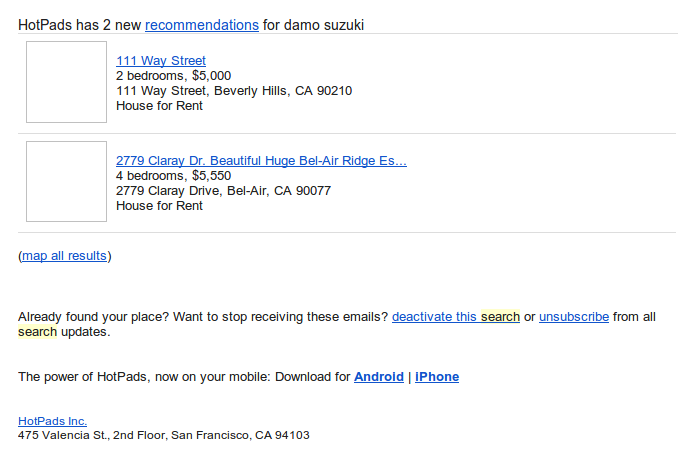 HotPads has 2 new recommendations for damo suzuki
111 Way Street
2 bedrooms, $5,000
111 Way Street, Beverly Hills, CA 90210
House for Rent
2779 Claray Dr. Beautiful Huge Bel-Air Ridge Es...
4 bedrooms, $5,550
2779 Claray Drive, Bel-Air, CA 90077
House for Rent
(map all results)
Already found your place? Want to stop receiving these emails? deactivate this search or unsubscribe from all
search updates.
The power of HotPads, now on your mobile: Download for Android | iPhone
HotPads Inc.
475 Valencia St., 2nd Floor, San Francisco, CA 94103